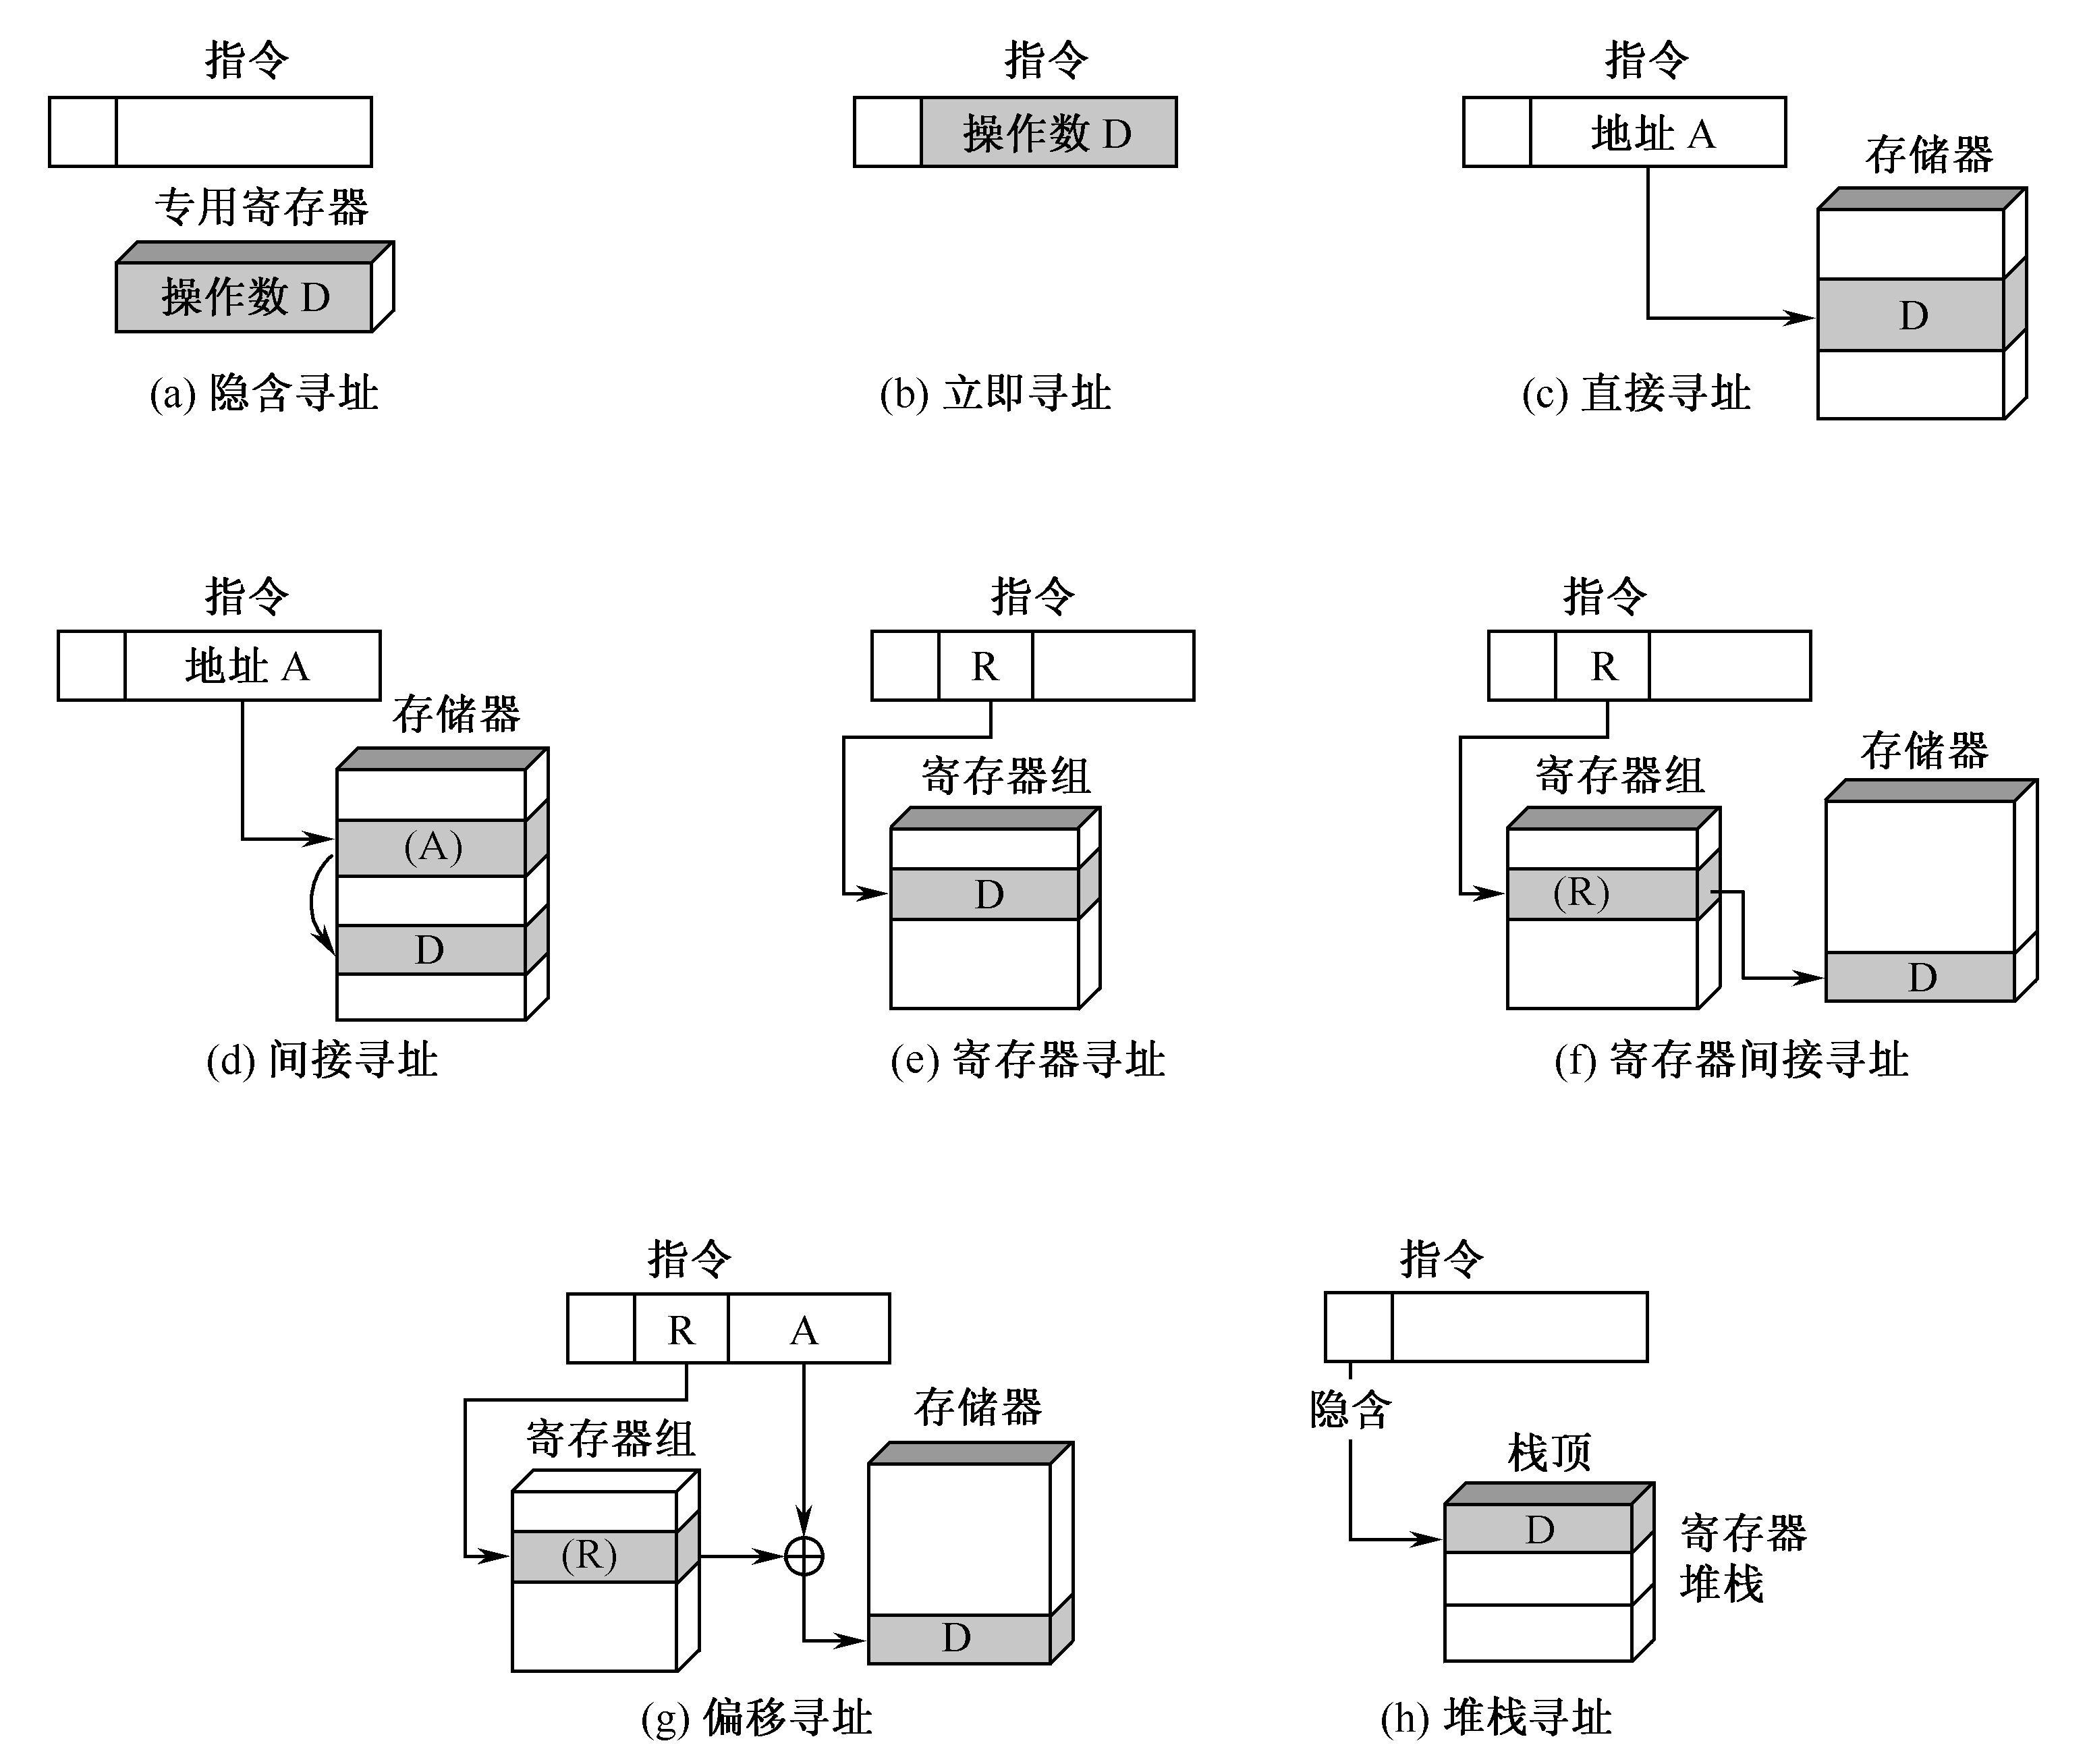 指令
专用寄存器
操作数 D
(a) 隐含寻址
指令
操作数 D
(b) 立即寻址
指令
地址 A
存储器
D
(c) 直接寻址
指令
地址 A
存储器
(A)
D
(d) 间接寻址
指令
R
寄存器组
D
(e) 寄存器寻址
指令
R
寄存器组
(R)
存储器
D
(f) 寄存器间接寻址
指令
R A
寄存器组
(R)
存储器
D
(g) 偏移寻址
指令
隐含
栈顶
D
寄存器
堆栈
(h) 堆栈寻址